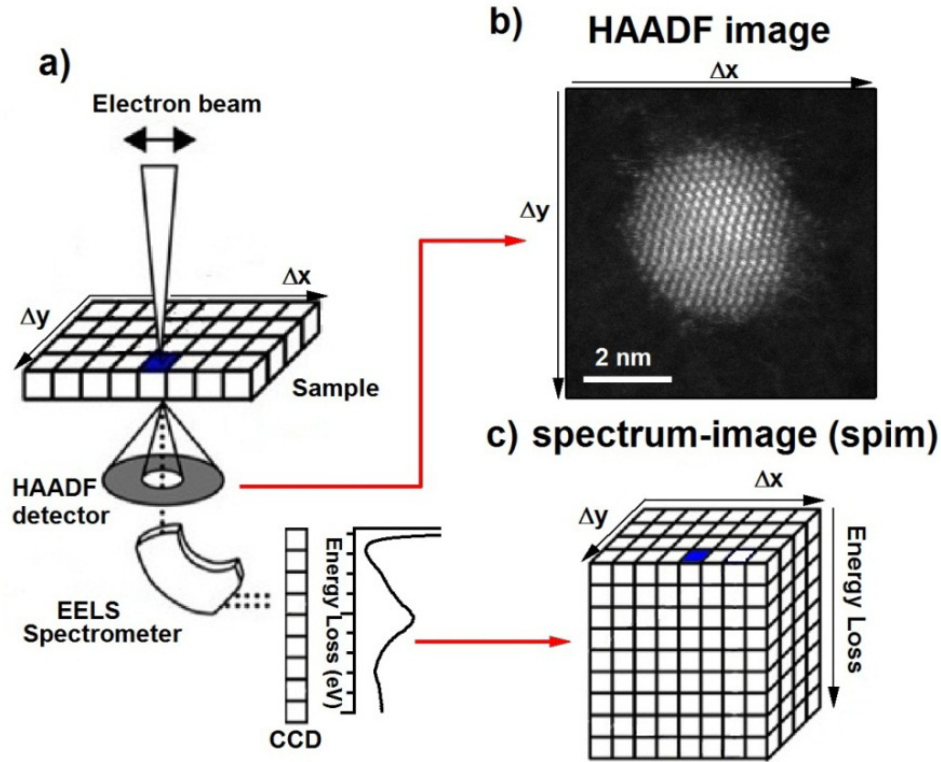 a)
Electron beam
Δx
Δy
Sample
HAADF
detector
EELS
Spectrometer
Energy Loss (eV)
CCD
b)
HAADF image
Δx
Δy
2 nm
c) spectrum-image (spim)
Δx
Δy
Energy Loss